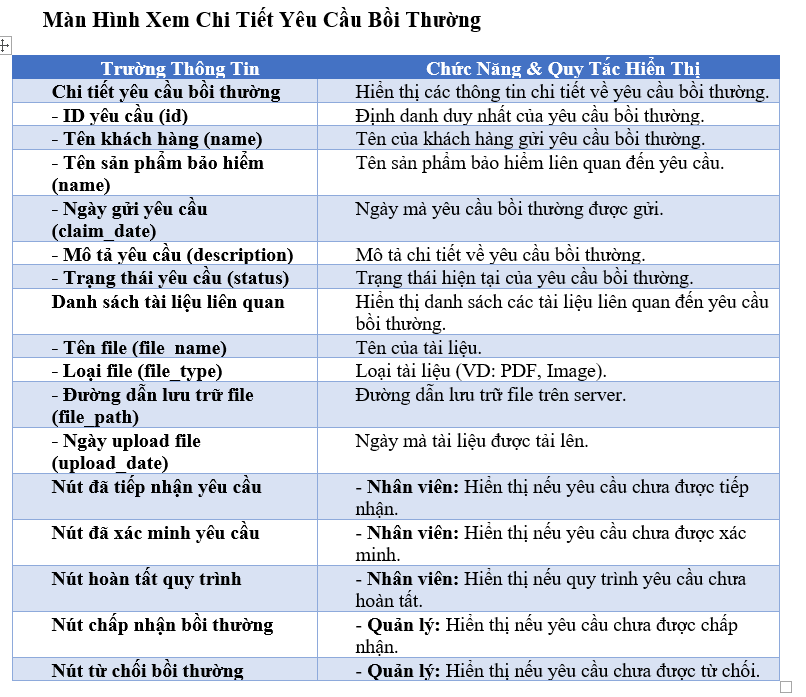 Màn Hình Xem Chi Tiết Yêu Cầu Bồi Thường
Trường Thông Tin
Chức Năng & Quy Tắc Hiển Thị
Chi tiết yêu cầu bồi thường
Hiển thị các thông tin chi tiết về yêu cầu bồi thường.
- ID yêu cầu (id)
Định danh duy nhất của yêu cầu bồi thường.
- Tên khách hàng (name)
Tên của khách hàng gửi yêu cầu bồi thường.
- Tên sản phẩm bảo hiểm
(name)
Tên sản phẩm bảo hiểm liên quan đến yêu cầu.
- Ngày gửi yêu cầu
(claim_date)
Ngày mà yêu cầu bồi thường được gửi.
- Mô tả yêu cầu (description)
Mô tả chi tiết về yêu cầu bồi thường.
- Trạng thái yêu cầu (status)
Trạng thái hiện tại của yêu cầu bồi thường.
Danh sách tài liệu liên quan
Hiển thị danh sách các tài liệu liên quan đến yêu cầu
bồi thường.
- Tên file (file_name)
Tên của tài liệu.
- Loại file (file_type)
Loại tài liệu (VD: PDF, Image).
- Đường dẫn lưu trữ file
(file_path)
Đường dẫn lưu trữ file trên server.
- Ngày upload file
(upload_date)
Ngày mà tài liệu được tải lên.
Nút đã tiếp nhận yêu cầu
- Nhân viên: Hiển thị nếu yêu cầu chưa được tiếp
nhận.
Nút đã xác minh yêu cầu
- Nhân viên: Hiển thị nếu yêu cầu chưa được xác
minh.
Nút hoàn tất quy trình
- Nhân viên: Hiển thị nếu quy trình yêu cầu chưa
hoàn tất.
Nút chấp nhận bồi thường
- Quản lý: Hiển thị nếu yêu cầu chưa được chấp
nhận.
Nút từ chối bồi thường
- Quản lý: Hiển thị nếu yêu cầu chưa được từ chối.